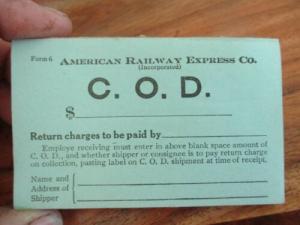 Form 6 AMERICAN RAILWAY EXPRESS CO.
(Incorporated)
C. O. D.
$
Return charges to be paid by
Employe receiving must enter in above blank space amount of
C. O. D., and whether shipper or consignee is to pay return charge
on collection, pasting label on C. O. D. shipment at time of receipt.
Name and
Address of
Shipper